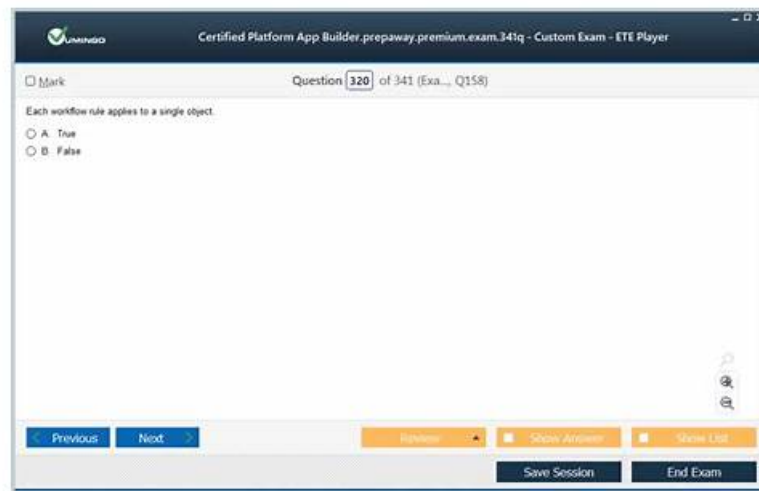 VUMINGO
Certified Platform App Builder.prepaway.premium.exam.341q - Custom Exam - ETE Player
Mark
Question 320 of 341 (Exa..., Q158)
Each workflow rule applies to a single object.
A. True
B. False
Previous
Next
Review
Show Answer
Show List
Save Session
End Exam